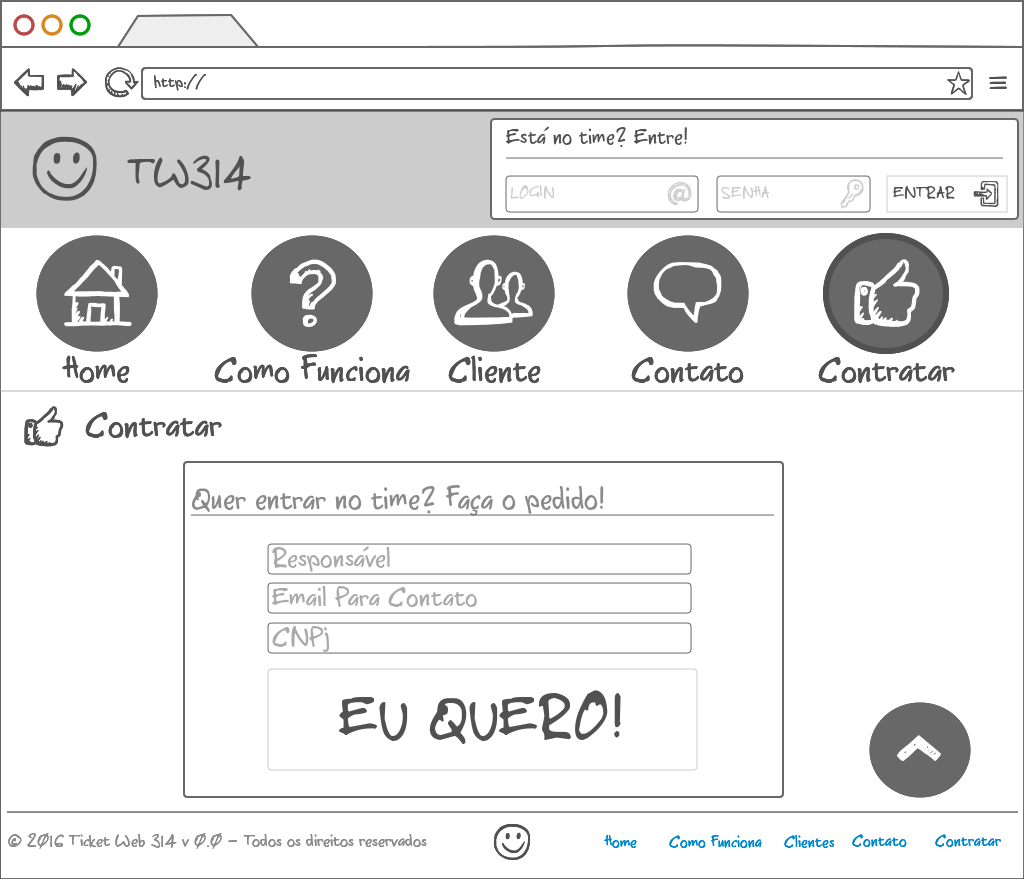 http://
TW314
Está no time? Entre!
LOGIN
SENHA
ENTRAR
Home
Como Funciona
Cliente
Contato
Contratar
Contratar
Quer entrar no time? Faça o pedido!
Responsável
Email Para Contato
CNPj
EU QUERO!
© 2016 Ticket Web 314 v 0.0 - Todos os direitos reservados
Home
Como Funciona
Clientes
Contato
Contratar